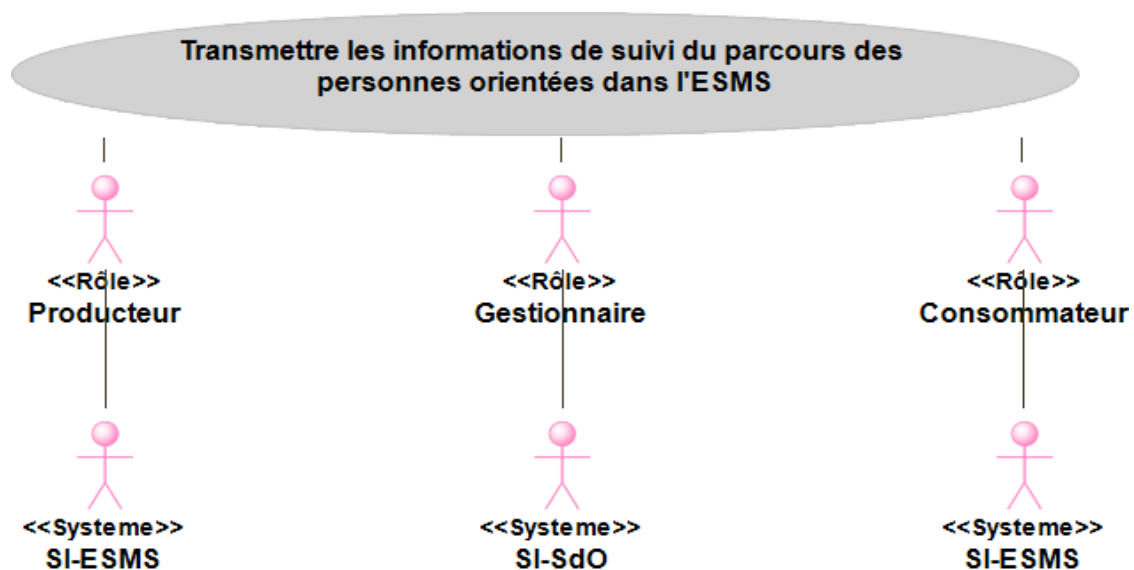 Transmettre les informations de suivi du parcours des
personnes orientées dans l'ESMS
<<Rôle>>
Producteur
<<Rôle>>
Gestionnaire
<<Rôle>>
Consommateur
<<Systeme>>
SI-ESMS
<<Systeme>>
SI-SdO
<<Systeme>>
SI-ESMS